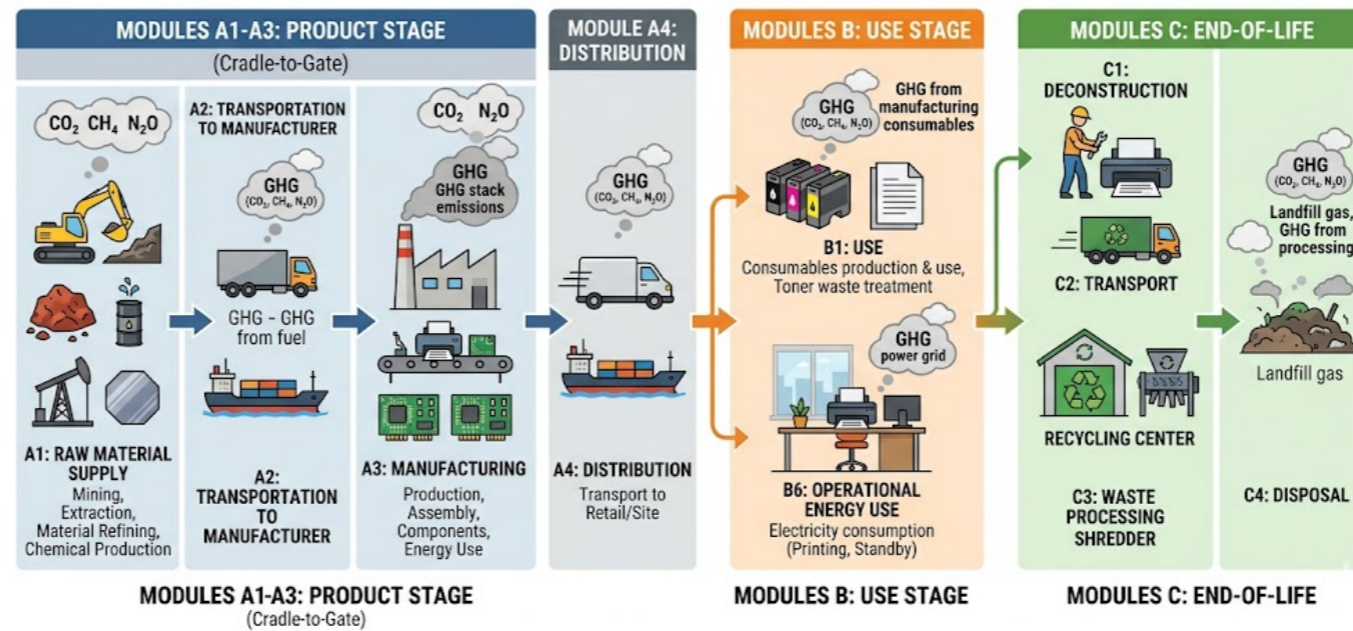 MODULES A1-A3: PRODUCT STAGE
(Cradle-to-Gate)
CO₂ CH₄ N₂O
A1: RAW MATERIAL
SUPPLY
Mining,
Extraction,
Material Refining,
Chemical Production
A2: TRANSPORTATION
TO MANUFACTURER
GHG
(CO₂, CH₄, N₂O)
GHG – GHG
from fuel
A2:
TRANSPORTATION
TO
MANUFACTURER
CO₂ N₂O
GHG
GHG stack
emissions
A3: MANUFACTURING
Production,
Assembly,
Components,
Energy Use
MODULE A4:
DISTRIBUTION
GHG
(CO₂, CH₄, N₂O)
A4: DISTRIBUTION
Transport to
Retail/Site
MODULES B: USE STAGE
GHG
(CO₂, CH₄, N₂O)
GHG from
manufacturing
consumables
B1: USE
Consumables production & use,
Toner waste treatment
GHG
power grid
B6: OPERATIONAL
ENERGY USE
Electricity consumption
(Printing, Standby)
MODULES C: END-OF-LIFE
C1:
DECONSTRUCTION
C2: TRANSPORT
RECYCLING CENTER
C3: WASTE
PROCESSING
SHREDDER
GHG
(CO₂, CH₄, N₂O)
Landfill gas,
GHG from
processing
Landfill gas
C4: DISPOSAL
MODULES A1-A3: PRODUCT STAGE
(Cradle-to-Gate)
MODULES B: USE STAGE
MODULES C: END-OF-LIFE